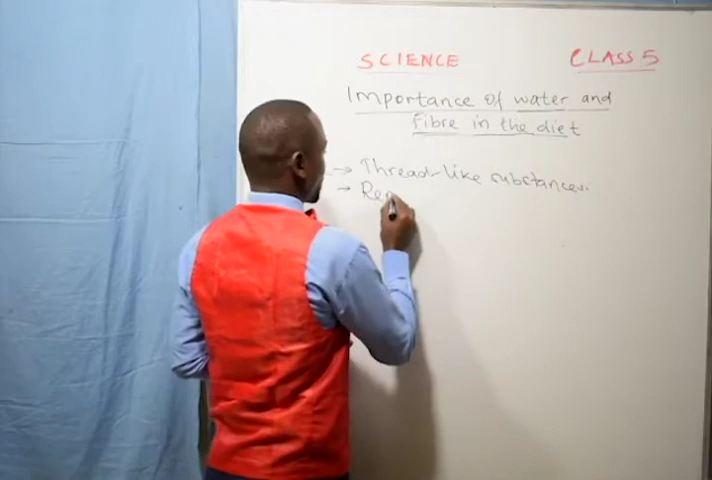 SCIENCE CLASS 5
Importance of water and
fibre in the diet
→ Thread-like substances.
→ Re